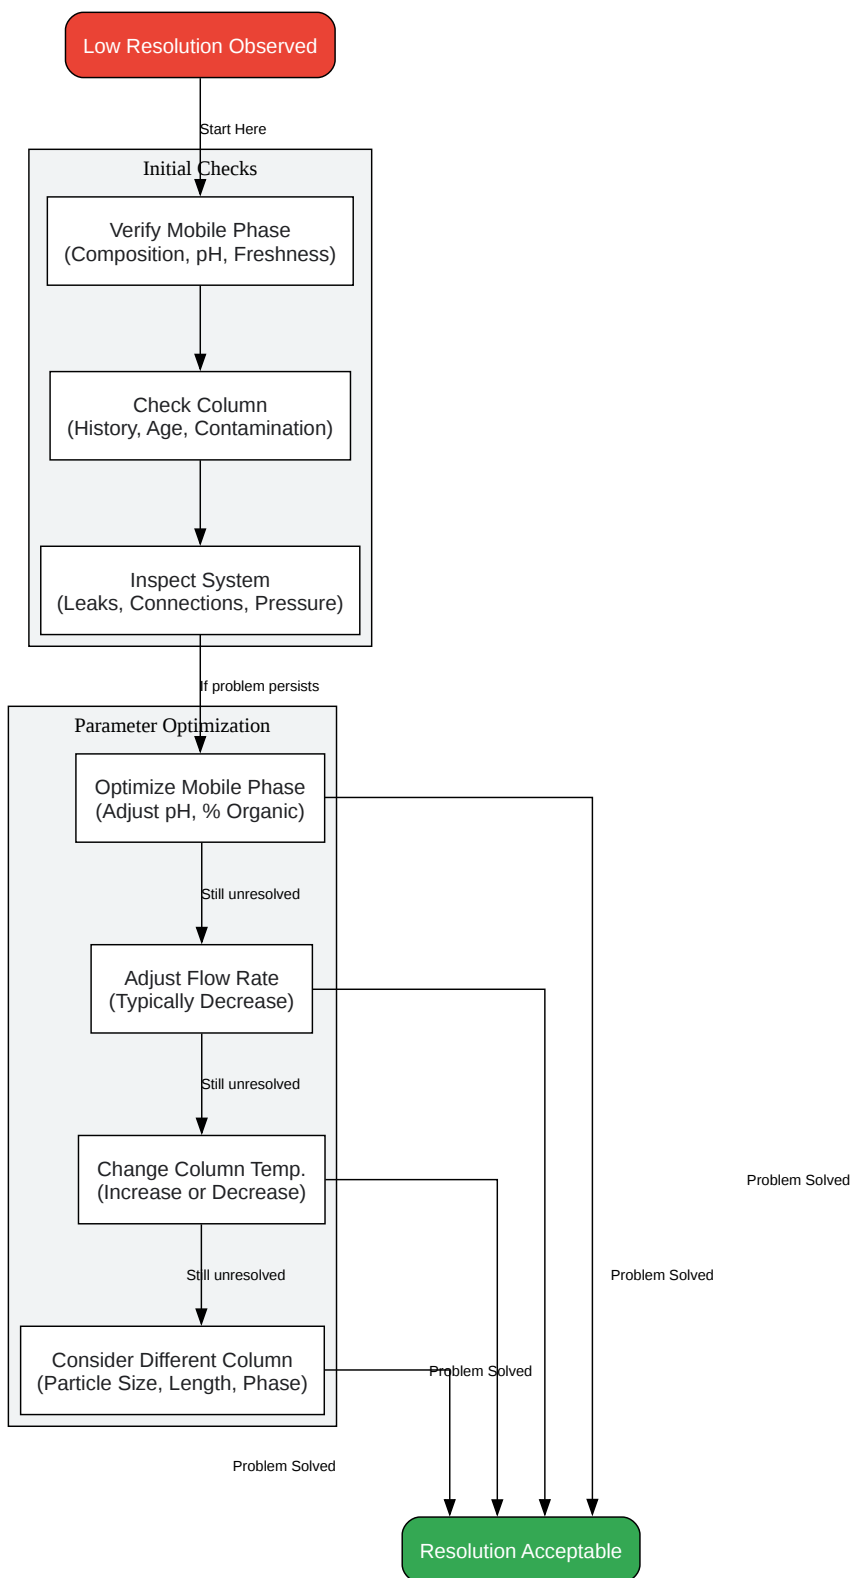 Low Resolution Observed
Start Here
Initial Checks
Verify Mobile Phase
(Composition, pH, Freshness)
Check Column
(History, Age, Contamination)
Inspect System
(Leaks, Connections, Pressure)
If problem persists
Parameter Optimization
Optimize Mobile Phase
(Adjust pH, % Organic)
Still unresolved
Adjust Flow Rate
(Typically Decrease)
Still unresolved
Change Column Temp.
(Increase or Decrease)
Problem Solved
Still unresolved
Problem Solved
Consider Different Column
(Particle Size, Length, Phase)
Problem Solved
Problem Solved
Resolution Acceptable